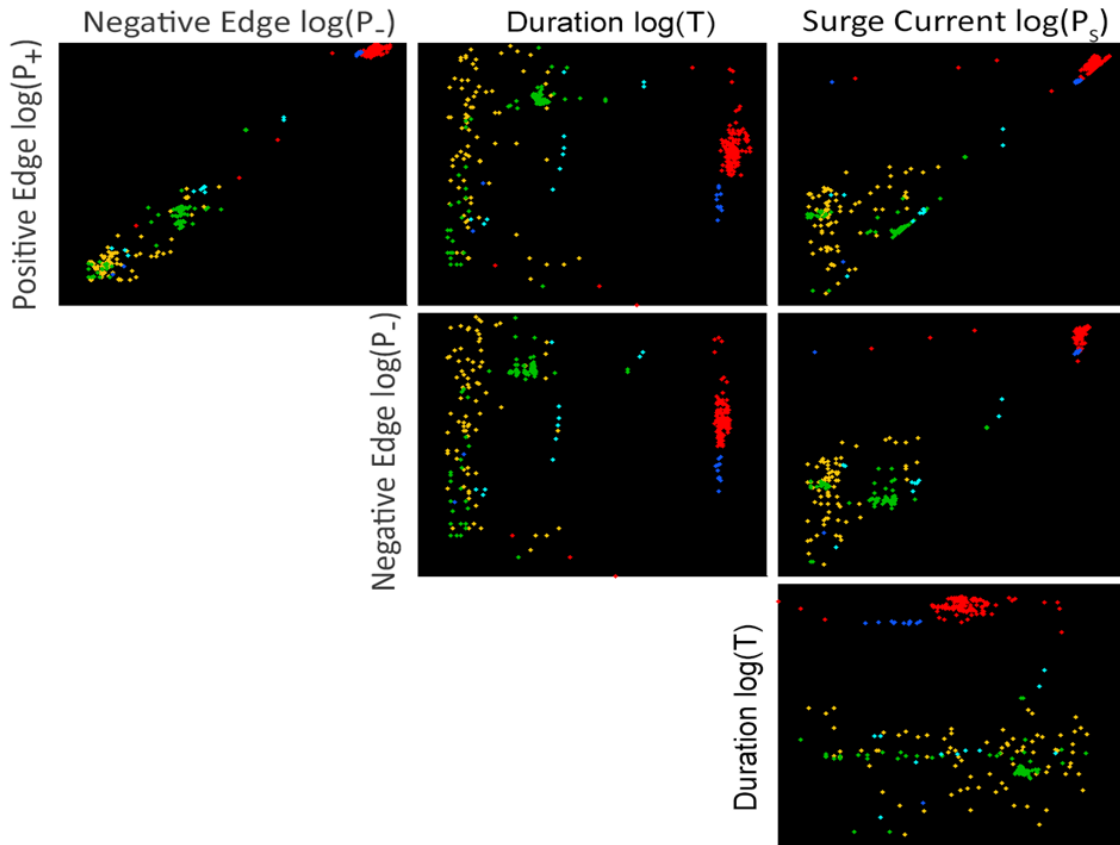 Negative Edge log(P₋)
Duration log(T)
Surge Current log(Pₛ)
Positive Edge log(P₊)
Negative Edge log(P₋)
Duration log(T)